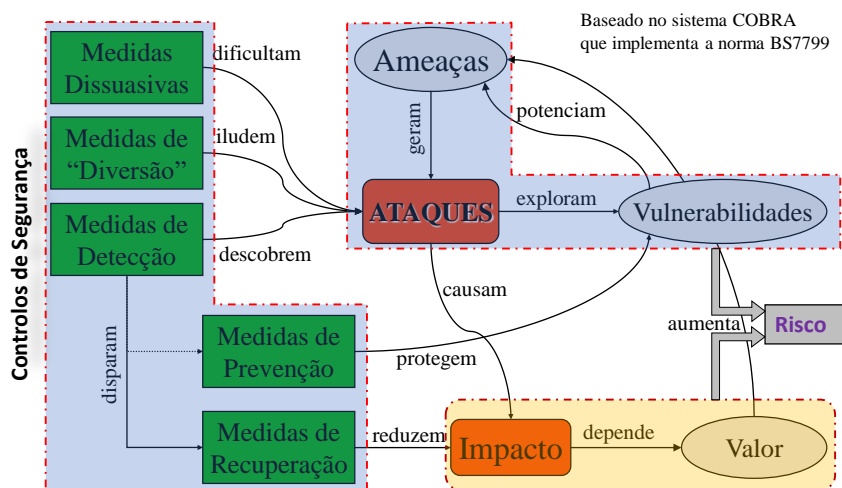 Baseado no sistema COBRA
que implementa a norma BS7799
Controlos de Segurança
Medidas
Dissuasivas
dificultam
Ameaças
potenciam
geram
Medidas de
“Diversão”
iludem
ATAQUES
exploram
Vulnerabilidades
Medidas de
Detecção
descobrem
causam
aumenta
Risco
disparam
Medidas de
Prevenção
protegem
Medidas de
Recuperação
reduzem
Impacto
depende
Valor